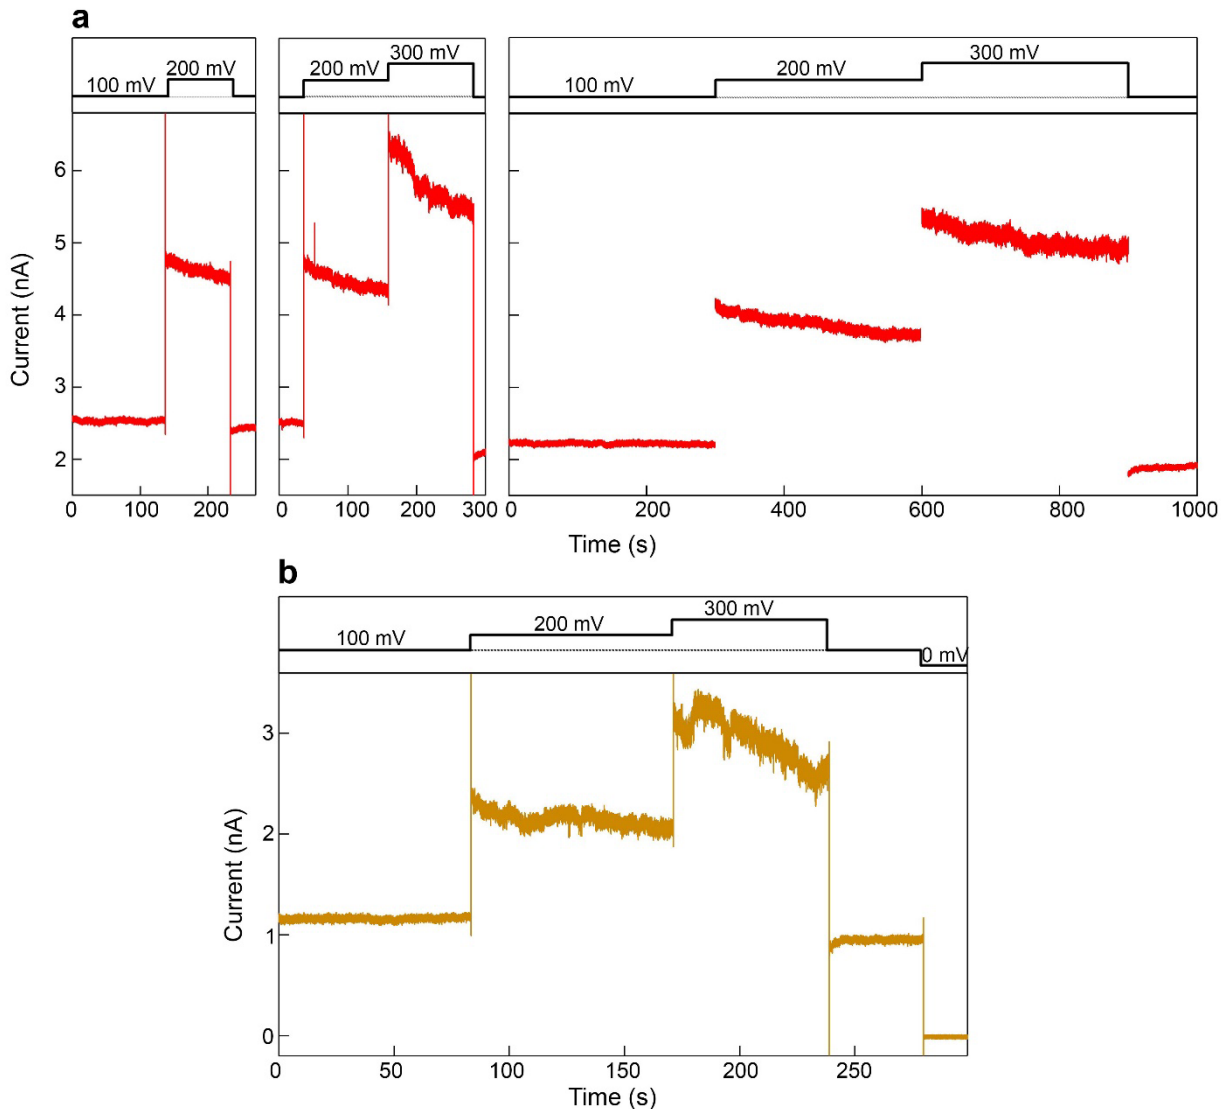 a
100 mV 200 mV
200 mV 300 mV
100 mV 200 mV 300 mV
Current (nA)
6
5
4
3
2
0 100 200
0 100 200 300
0 200 400 600 800 1000
Time (s)
b
100 mV 200 mV 300 mV 0 mV
Current (nA)
3
2
1
0
0 50 100 150 200 250
Time (s)